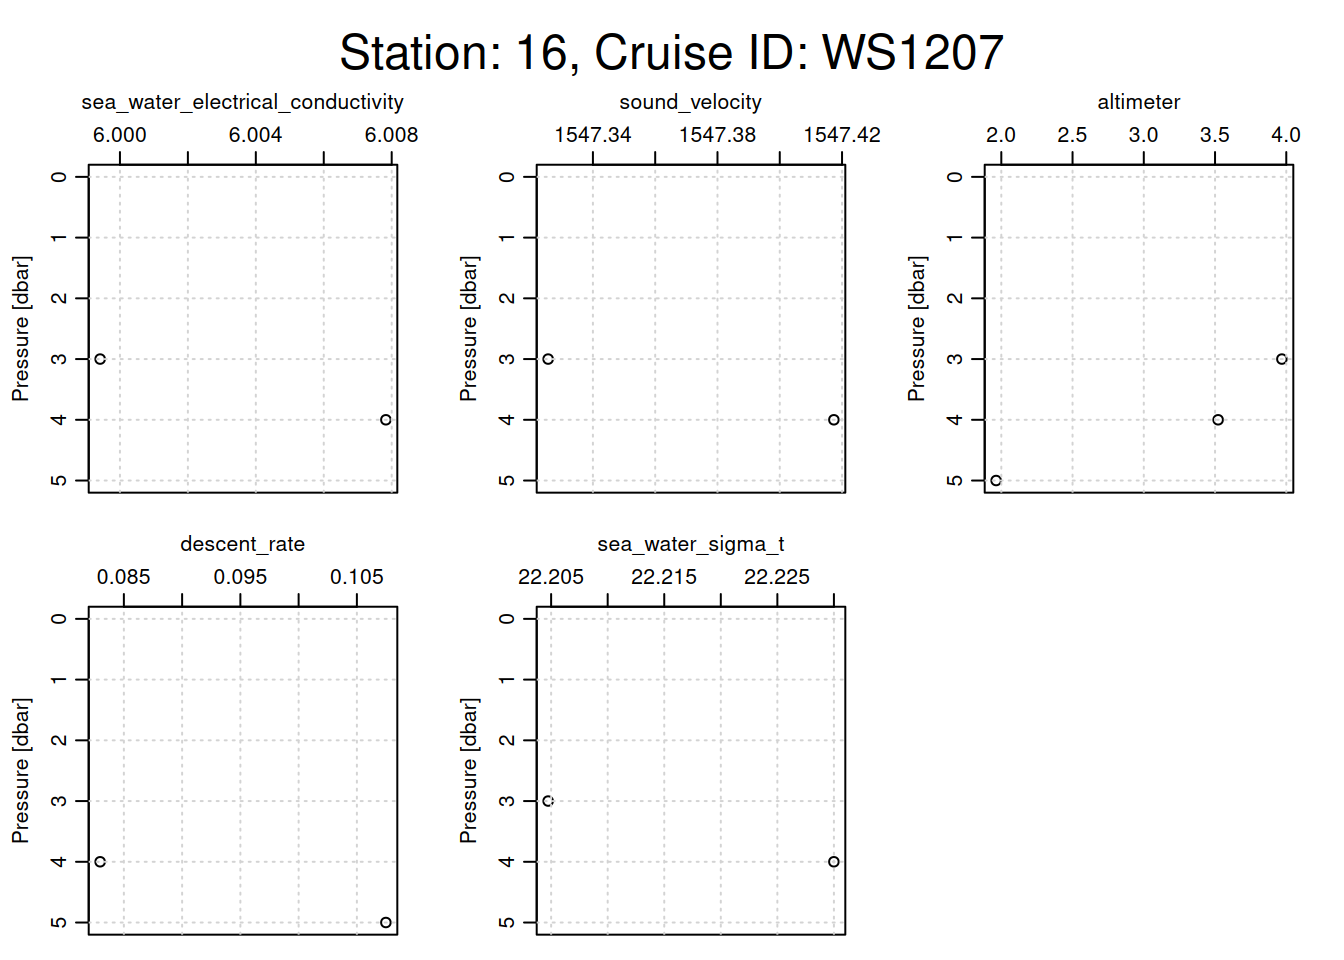 Station: 16, Cruise ID: WS1207
sea_water_electrical_conductivity
6.000 6.004 6.008
Pressure [dbar]
0
1
2
3
4
5
sound_velocity
1547.34 1547.38 1547.42
Pressure [dbar]
0
1
2
3
4
5
altimeter
2.0 2.5 3.0 3.5 4.0
Pressure [dbar]
0
1
2
3
4
5
descent_rate
0.085 0.095 0.105
Pressure [dbar]
0
1
2
3
4
5
sea_water_sigma_t
22.205 22.215 22.225
Pressure [dbar]
0
1
2
3
4
5